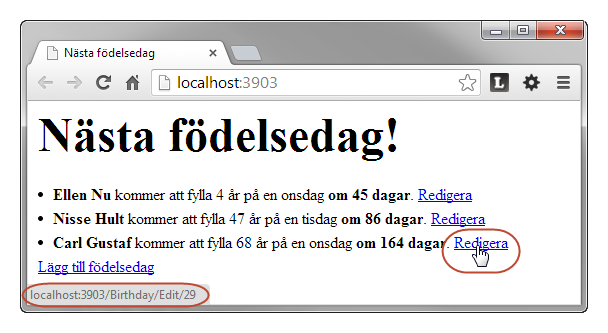 Nästa födelsedag
localhost:3903
L
Nästa födelsedag!
• Ellen Nu kommer att fylla 4 år på en onsdag om 45 dagar. Redigera
• Nisse Hult kommer att fylla 47 år på en tisdag om 86 dagar. Redigera
• Carl Gustaf kommer att fylla 68 år på en onsdag om 164 dagar. Redigera
Lägg till födelsedag
localhost:3903/Birthday/Edit/29